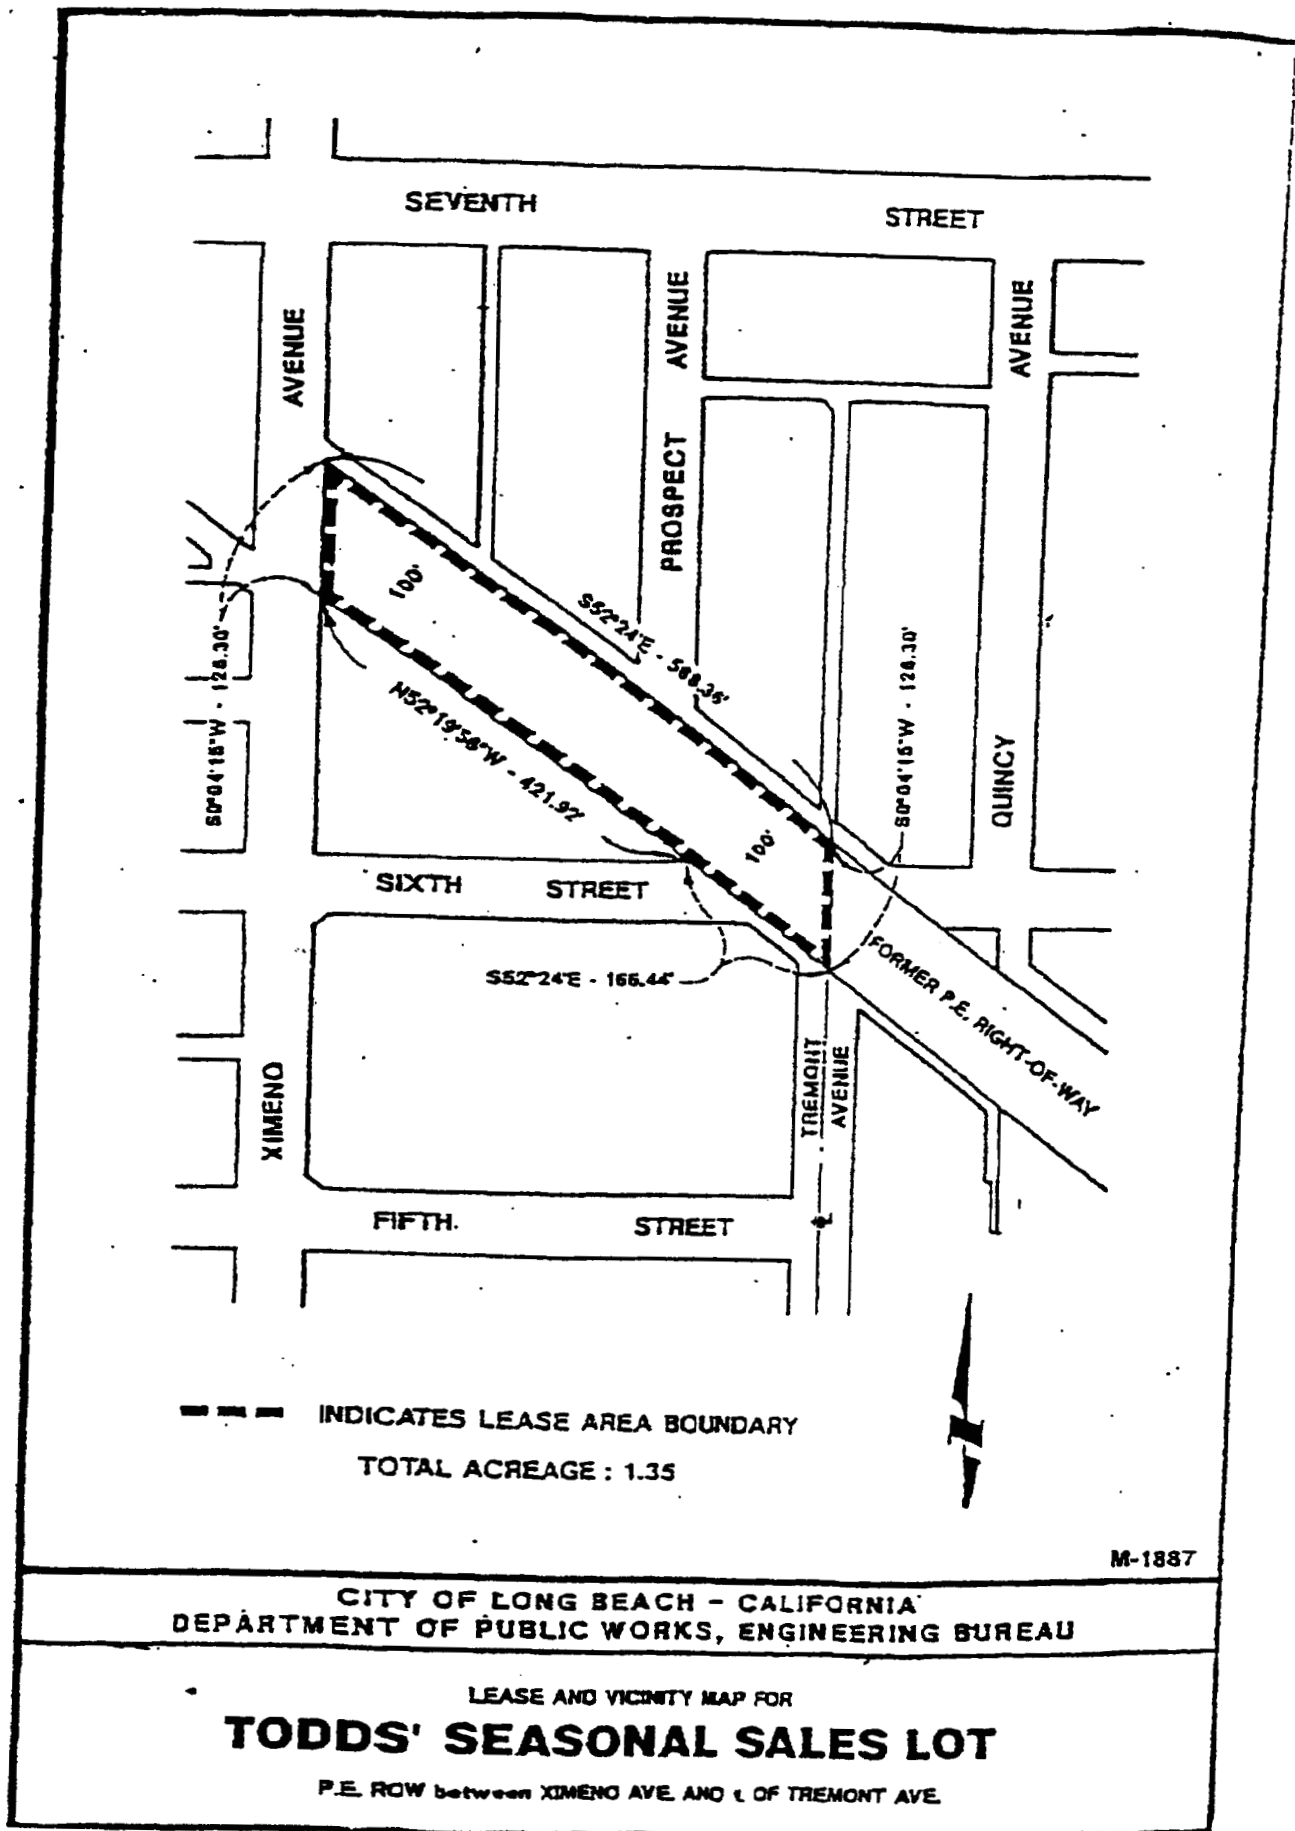 SEVENTH STREET
AVENUE
AVENUE
AVENUE
PROSPECT
100'
S52°24'E - 588.36'
S0°04'15"W - 126.30'
N52°19'58"W - 421.92'
S0°04'15"W - 126.30'
QUINCY
100'
SIXTH STREET
S52°24'E - 166.44'
FORMER P.E. RIGHT-OF-WAY
XIMENO
TREMONT
AVENUE
FIFTH STREET
INDICATES LEASE AREA BOUNDARY
TOTAL ACREAGE : 1.35
M-1887
CITY OF LONG BEACH - CALIFORNIA
DEPARTMENT OF PUBLIC WORKS, ENGINEERING BUREAU
LEASE AND VICINITY MAP FOR
TODDS' SEASONAL SALES LOT
P.E. ROW between XIMENO AVE. AND ℄ OF TREMONT AVE.